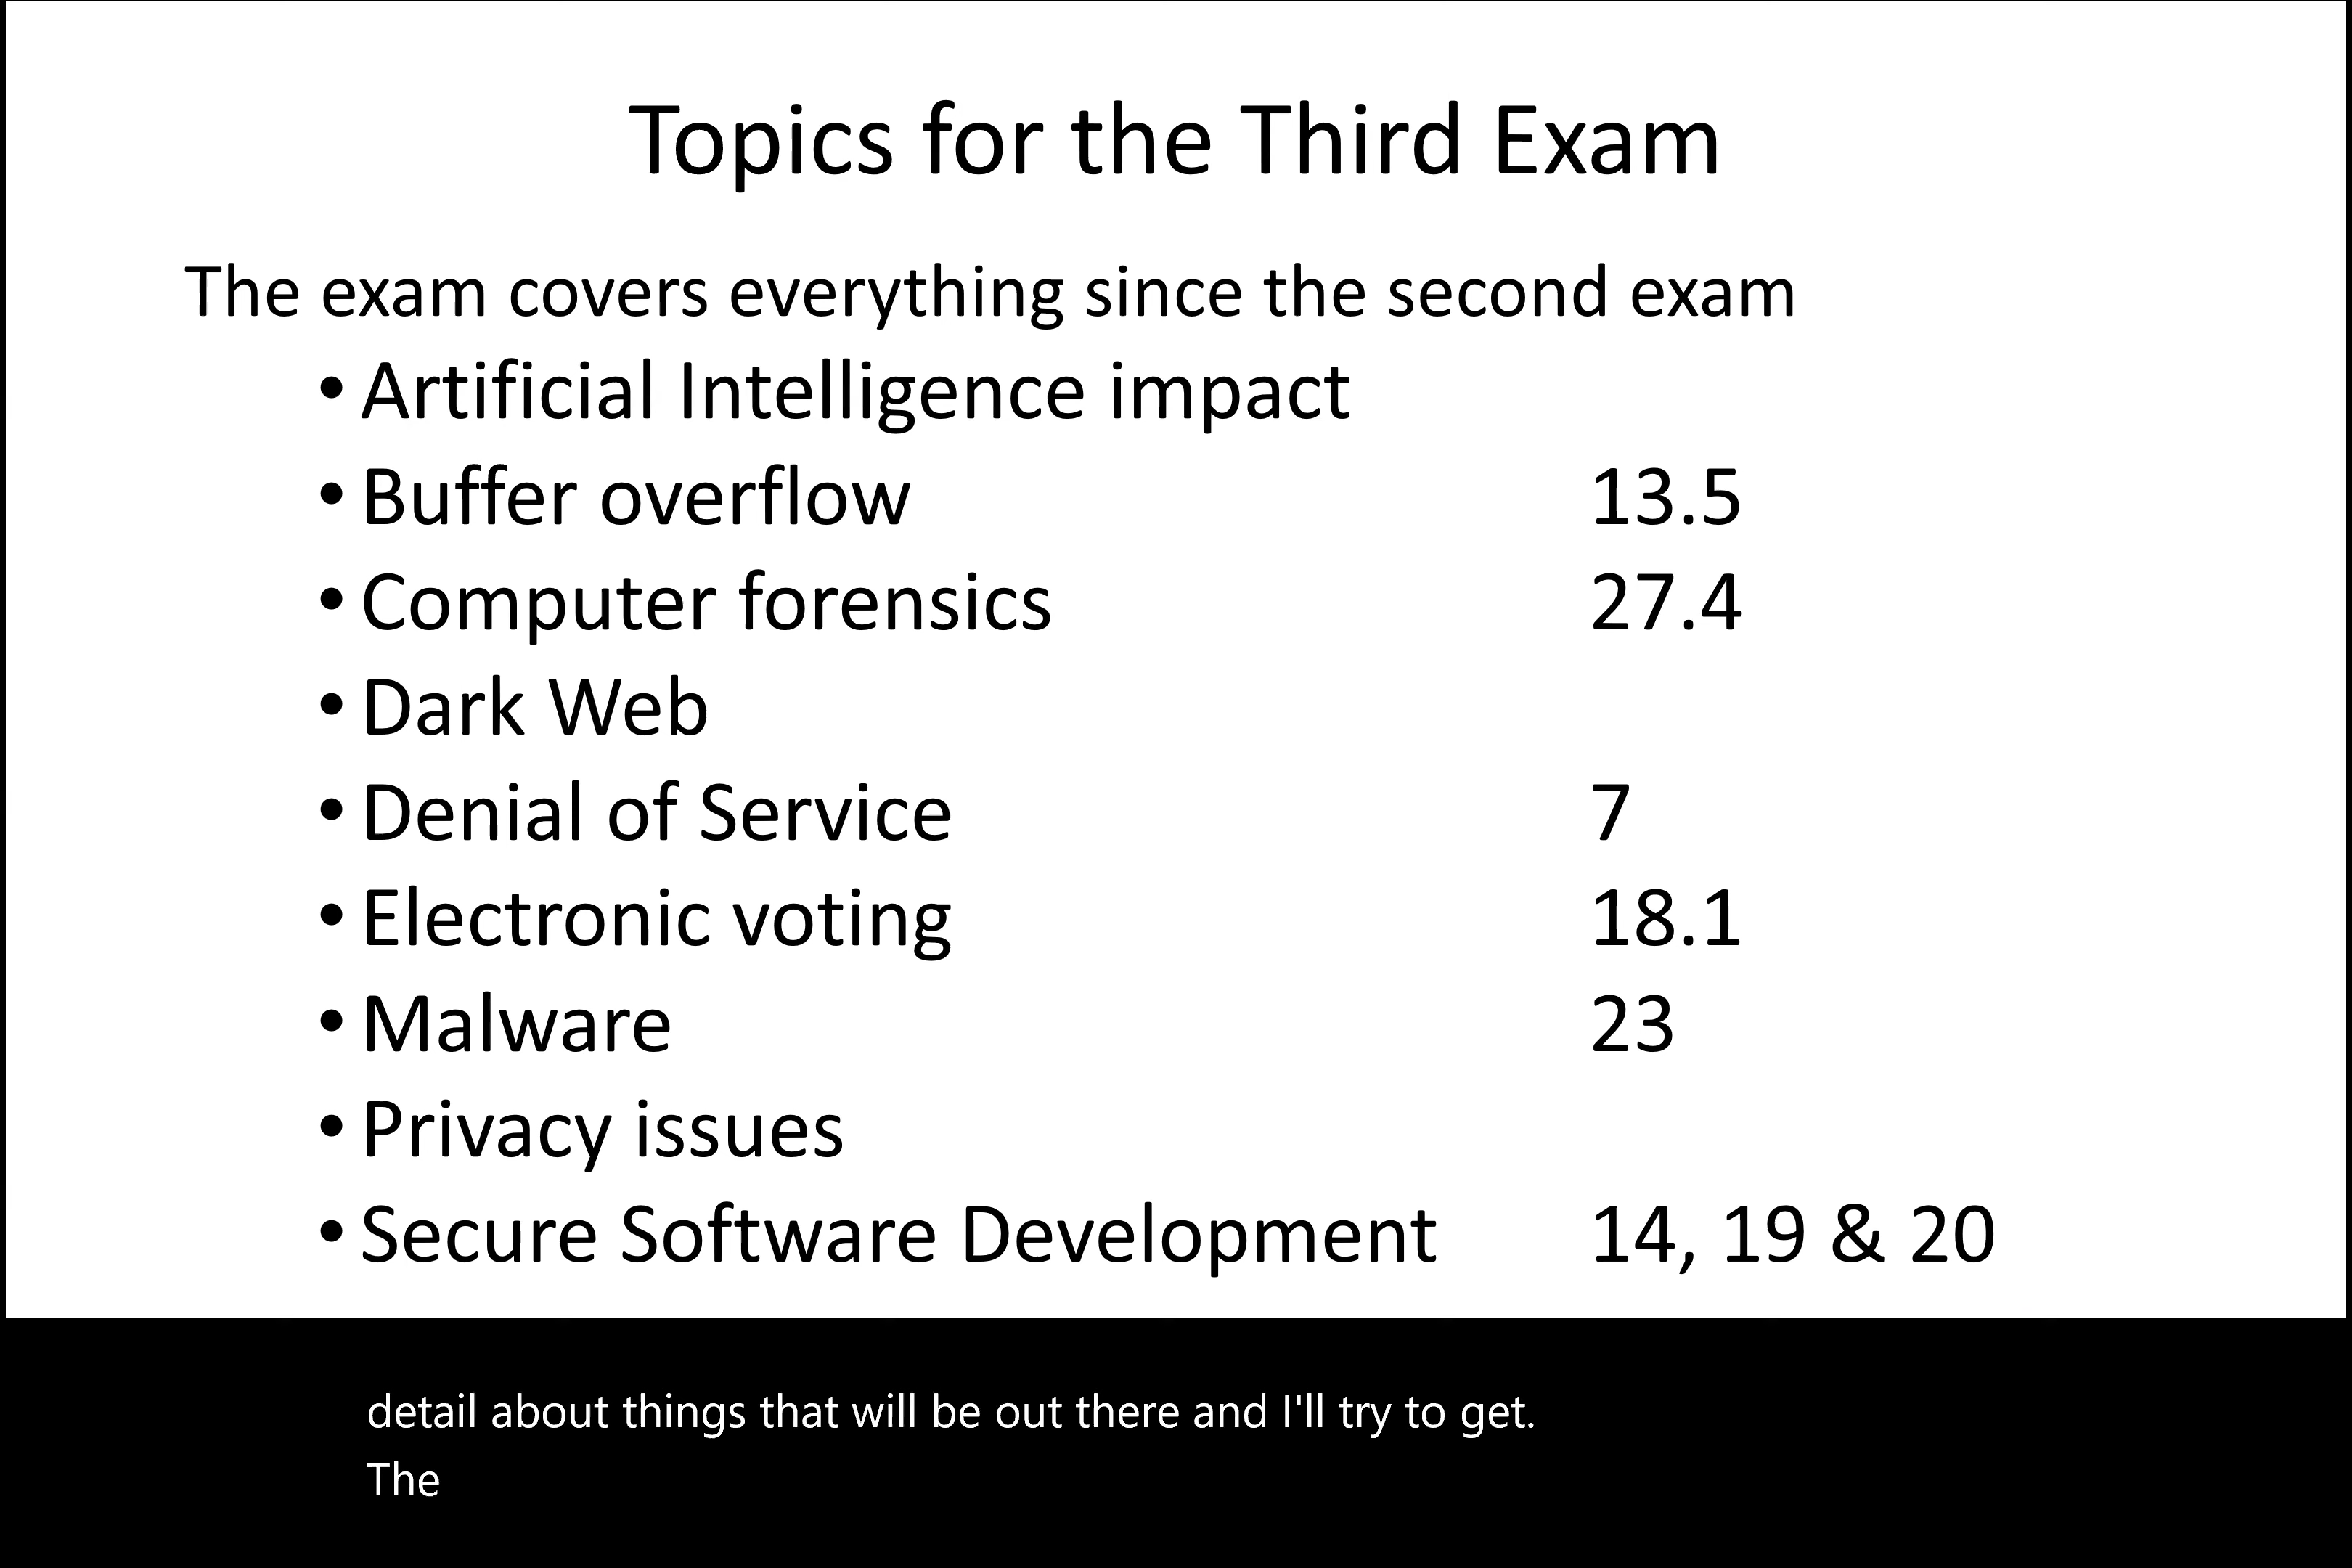 Topics for the Third Exam
The exam covers everything since the second exam
• Artificial Intelligence impact
• Buffer overflow 13.5
• Computer forensics 27.4
• Dark Web
• Denial of Service 7
• Electronic voting 18.1
• Malware 23
• Privacy issues
• Secure Software Development 14, 19 & 20
detail about things that will be out there and I'll try to get.
The